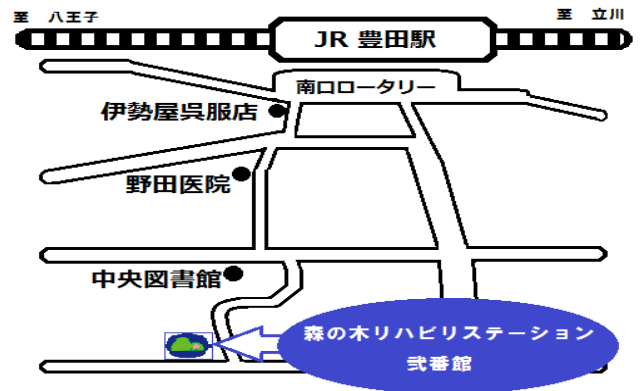 至 八王子
至 立川
JR 豊田駅
南口ロータリー
伊勢屋呉服店
野田医院
中央図書館
森の木リハビリステーション
弐番館